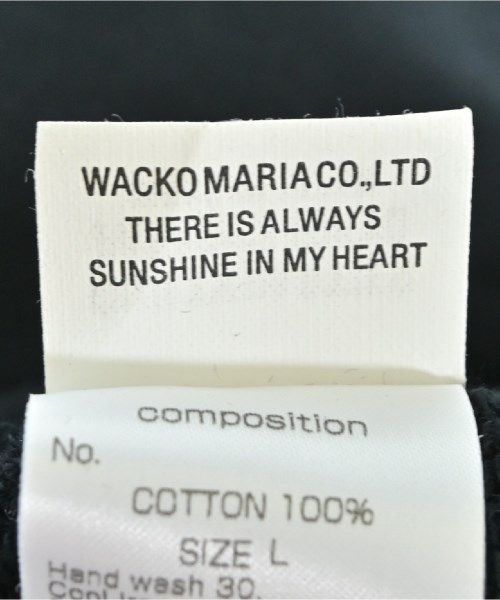 WACKO MARIA CO.,LTD
THERE IS ALWAYS
SUNSHINE IN MY HEART
composition
No.
COTTON 100%
SIZE L
Hand wash 30.
Cool